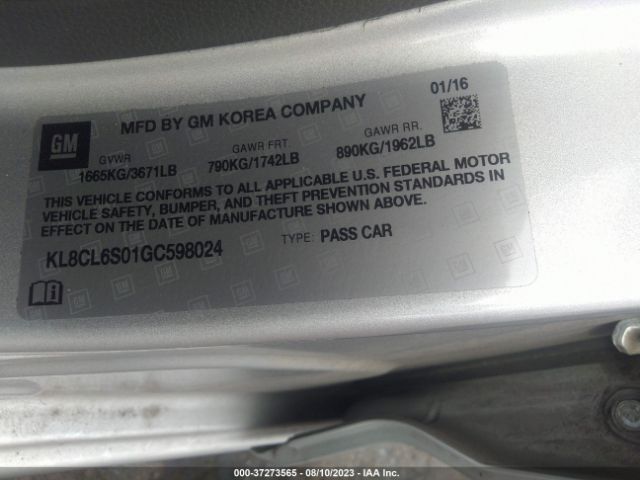 01/16
MFD BY GM KOREA COMPANY
GM
GVWR GAWR FRT. GAWR RR.
1665KG/3671LB 790KG/1742LB 890KG/1962LB
THIS VEHICLE CONFORMS TO ALL APPLICABLE U.S. FEDERAL MOTOR
VEHICLE SAFETY, BUMPER, AND THEFT PREVENTION STANDARDS IN
EFFECT ON THE DATE OF MANUFACTURE SHOWN ABOVE.
KL8CL6S01GC598024 TYPE: PASS CAR
000-37273565 - 08/10/2023 - IAA Inc.